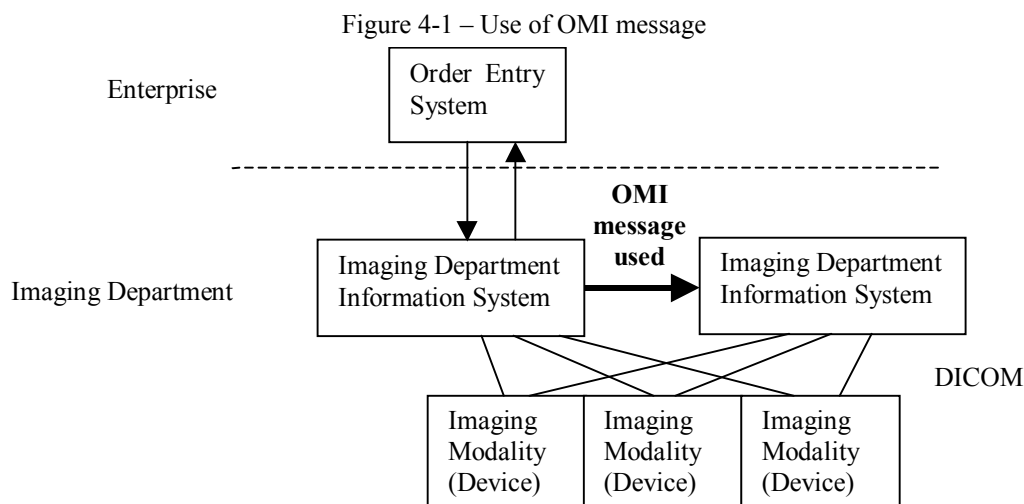 Figure 4-1 – Use of OMI message
Enterprise
Order Entry
System
OMI
message
used
Imaging Department
Imaging Department
Information System
Imaging Department
Information System
DICOM
Imaging
Modality
(Device)
Imaging
Modality
(Device)
Imaging
Modality
(Device)